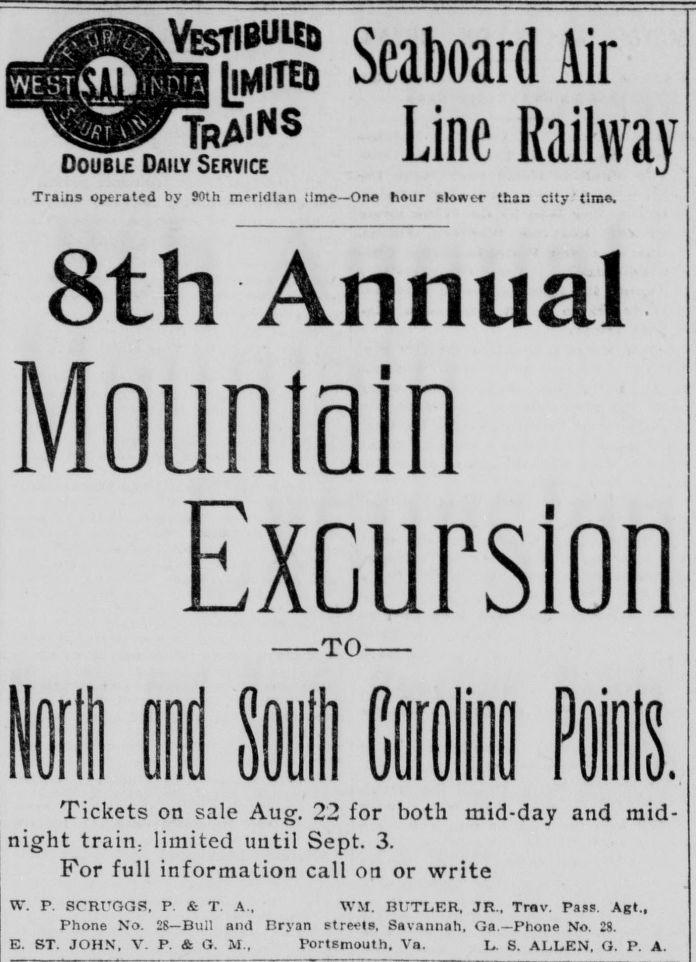 FLORIDA
WEST SAL INDIA
SHORT LINE
VESTIBULED
LIMITED
TRAINS
DOUBLE DAILY SERVICE
Seaboard Air
Line Railway
Trains operated by 90th meridian time—One hour slower than city time.
8th Annual
Mountain
Excursion
—TO—
North and South Carolina Points.
Tickets on sale Aug. 22 for both mid-day and mid-
night train, limited until Sept. 3.
For full information call on or write
W. P. SCRUGGS, P. & T. A., WM. BUTLER, JR., Trav. Pass. Agt.,
Phone No. 28—Bull and Bryan streets, Savannah, Ga.—Phone No. 28.
E. ST. JOHN, V. P. & G. M., Portsmouth, Va. L. S. ALLEN, G. P. A.